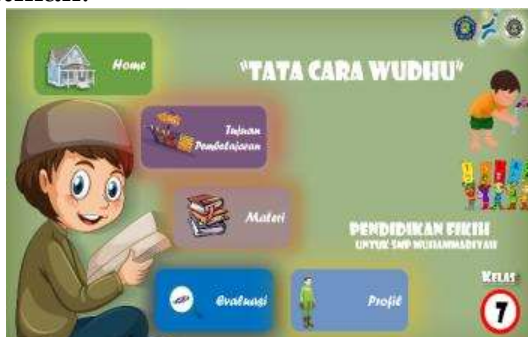 Home
"TATA CARA WUDHU"
Tujuan
Pembelajaran
Materi
PENDIDIKAN FIKIH
UNTUK SMP MUHAMMADIYAH
Evaluasi
Profil
KELAS
7